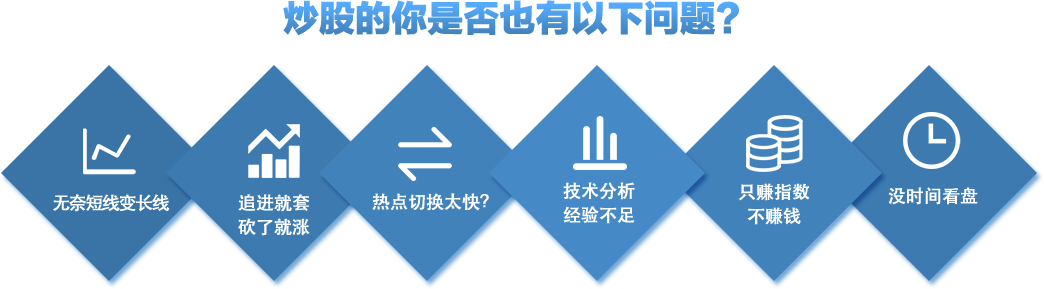 炒股的你是否也有以下问题?
无奈短线变长线
追进就套
砍了就涨
热点切换太快?
技术分析
经验不足
只赚指数
不赚钱
没时间看盘